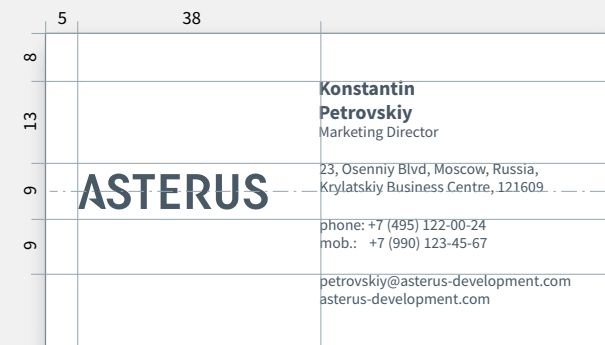 5 38
8
Konstantin
Petrovskiy
13
Marketing Director
23, Osenniy Blvd, Moscow, Russia,
9
ASTERUS
Krylatskiy Business Centre, 121609
phone: +7 (495) 122-00-24
9
mob.: +7 (990) 123-45-67
petrovskiy@asterus-development.com
asterus-development.com